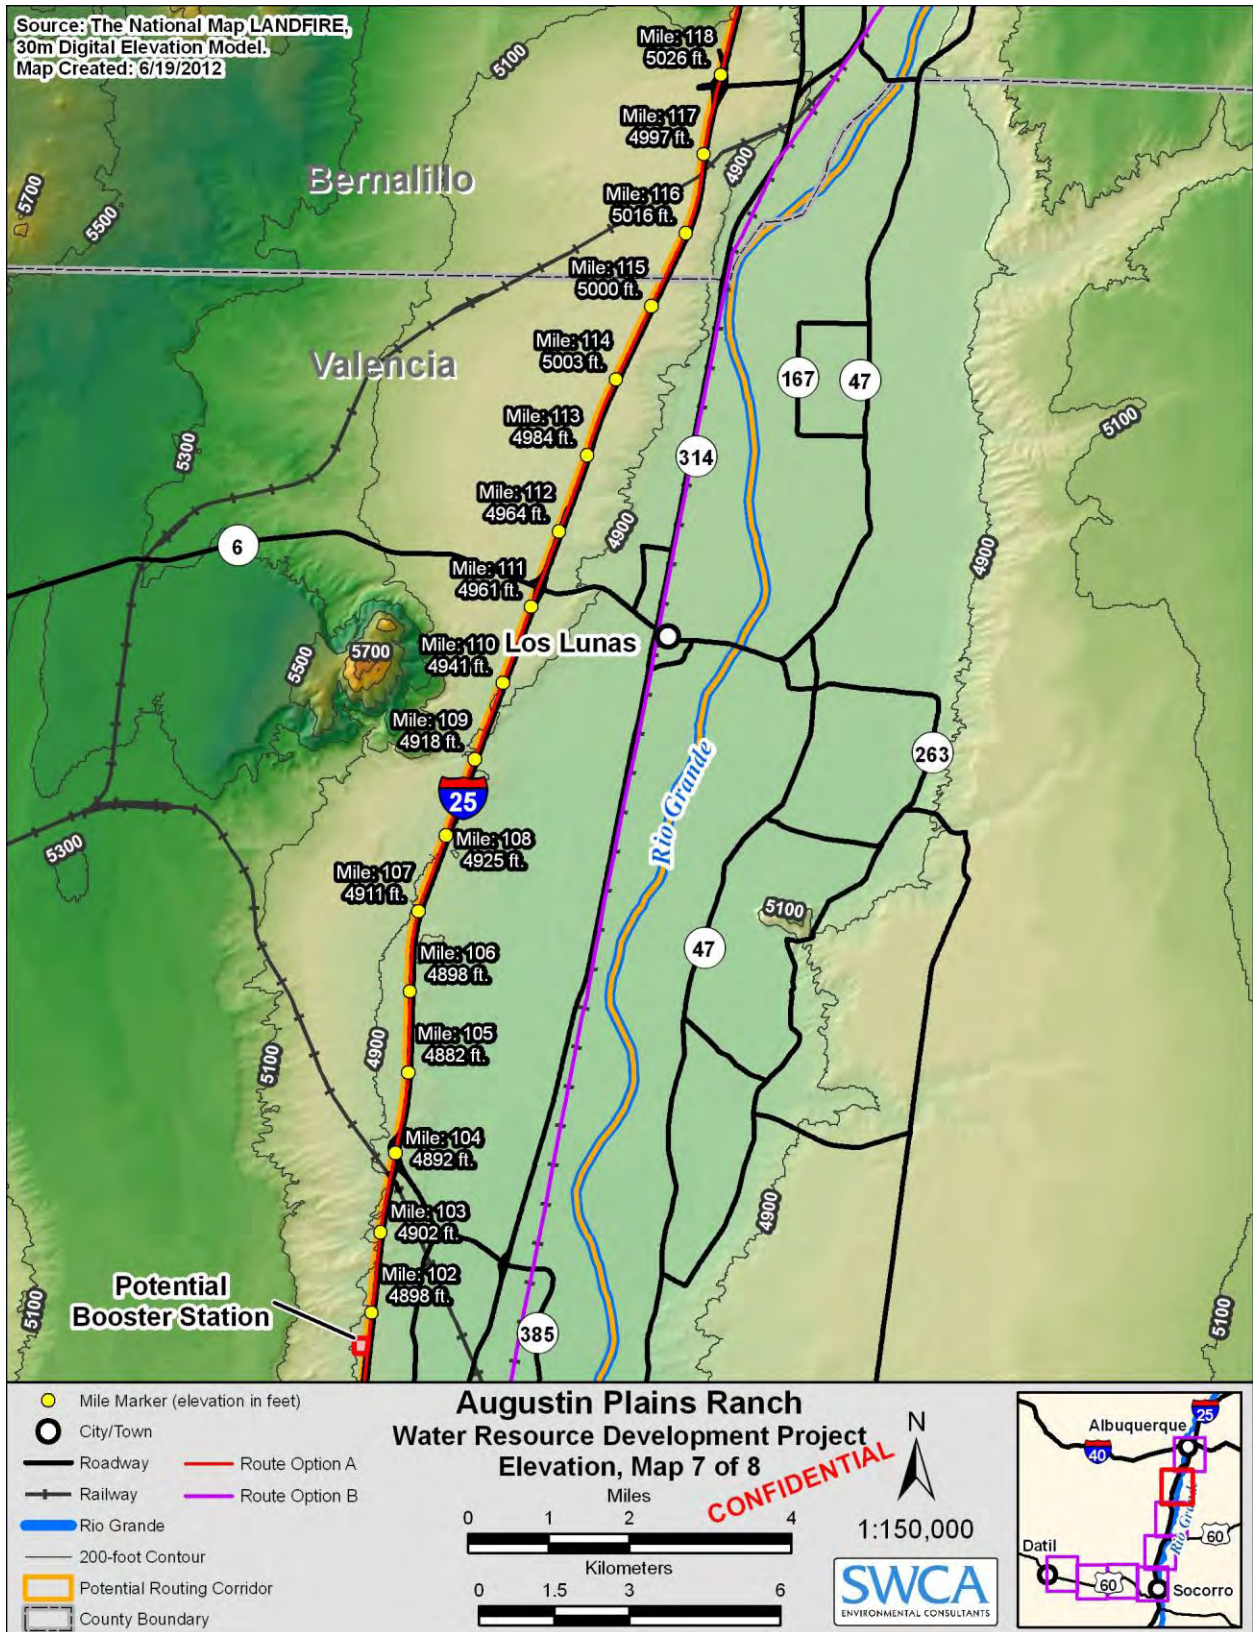 Source: The National Map LANDFIRE,
30m Digital Elevation Model.
Map Created: 6/19/2012
5100
Mile: 118
5026 ft.
Mile: 117
4997 ft.
4900
Bernalillo
5700
5500
Mile: 116
5016 ft.
Mile: 115
5000 ft.
Mile: 114
5003 ft.
Valencia
167
47
5100
Mile: 113
4984 ft.
5300
314
Mile: 112
4964 ft.
4900
4900
6
Mile: 111
4961 ft.
Los Lunas
Mile: 110
4941 ft.
5500
5700
Mile: 109
4918 ft.
263
25
Rio Grande
5300
Mile: 108
4925 ft.
Mile: 107
4911 ft.
5100
47
Mile: 106
4898 ft.
4900
5100
Mile: 105
4882 ft.
Mile: 104
4892 ft.
4900
Mile: 103
4902 ft.
Mile: 102
4898 ft.
Potential
Booster Station
5100
5100
385
Mile Marker (elevation in feet)
City/Town
Roadway
Railway
Rio Grande
200-foot Contour
Potential Routing Corridor
County Boundary
Route Option A
Route Option B
Augustin Plains Ranch
Water Resource Development Project
Elevation, Map 7 of 8
CONFIDENTIAL
Miles
0 1 2 4
Kilometers
0 1.5 3 6
N
1:150,000
SWCA
ENVIRONMENTAL CONSULTANTS
25
Albuquerque
40
Rio Grande
60
Datil
60
Socorro